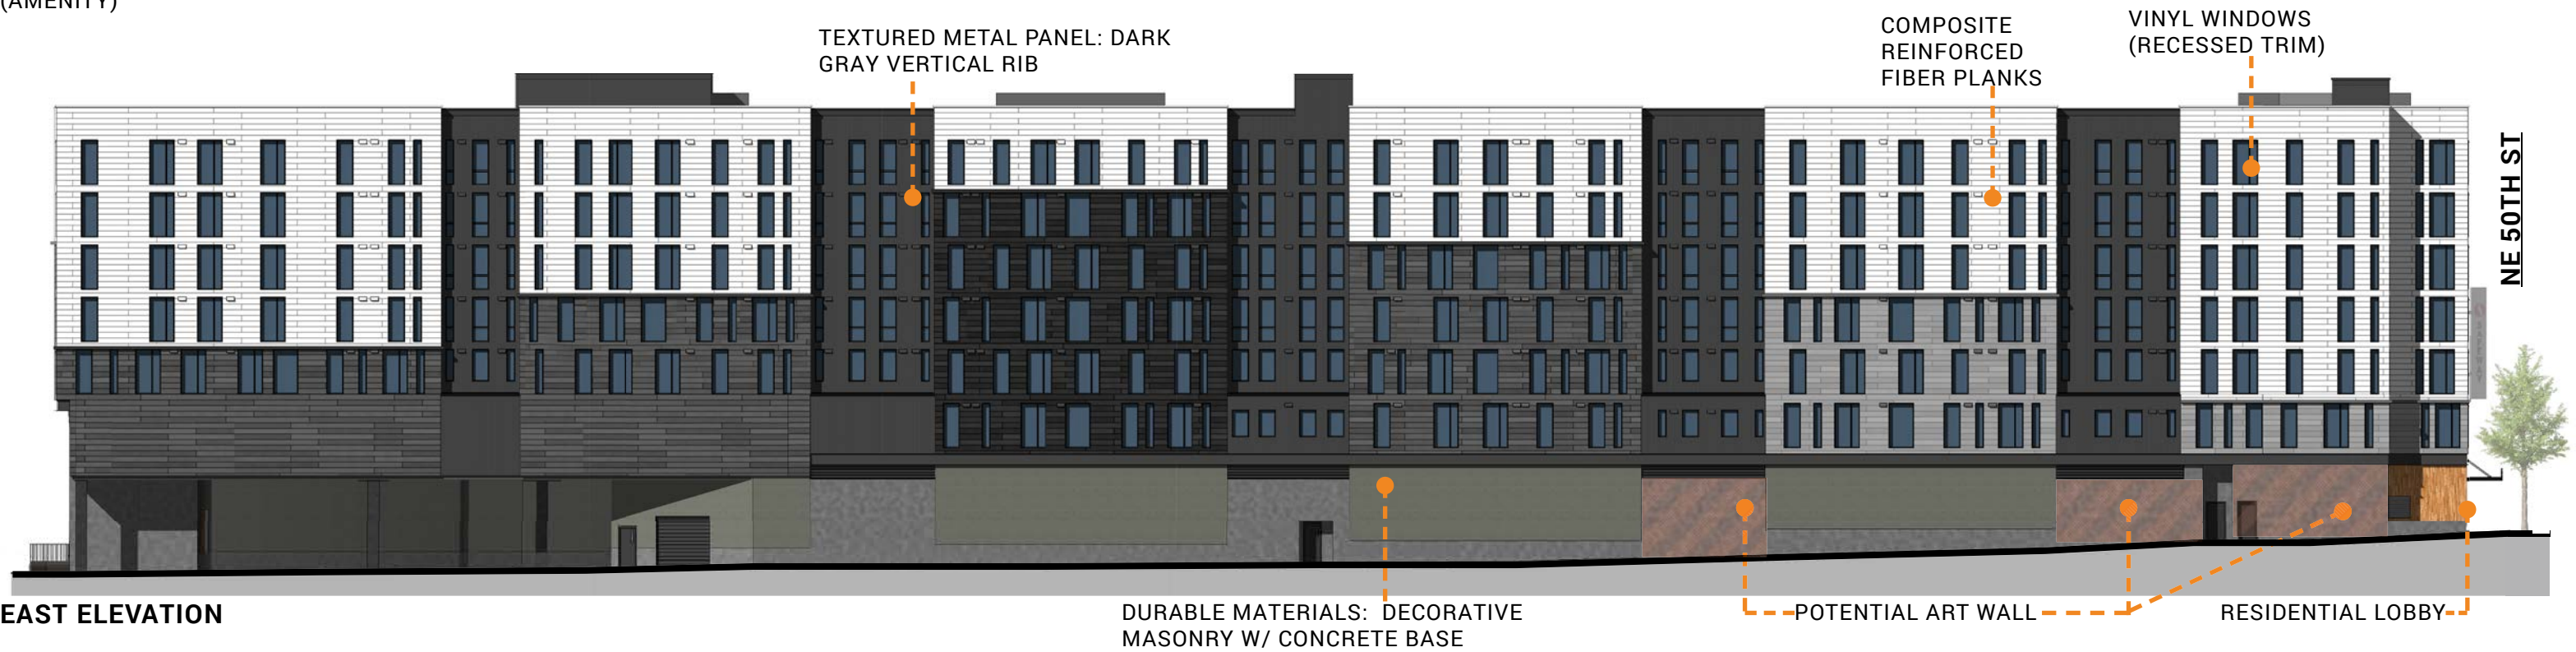 (AMENITY)
TEXTURED METAL PANEL: DARK
GRAY VERTICAL RIB
COMPOSITE
REINFORCED
FIBER PLANKS
VINYL WINDOWS
(RECESSED TRIM)
NE 50TH ST
EAST ELEVATION
DURABLE MATERIALS: DECORATIVE
MASONRY W/ CONCRETE BASE
POTENTIAL ART WALL
RESIDENTIAL LOBBY